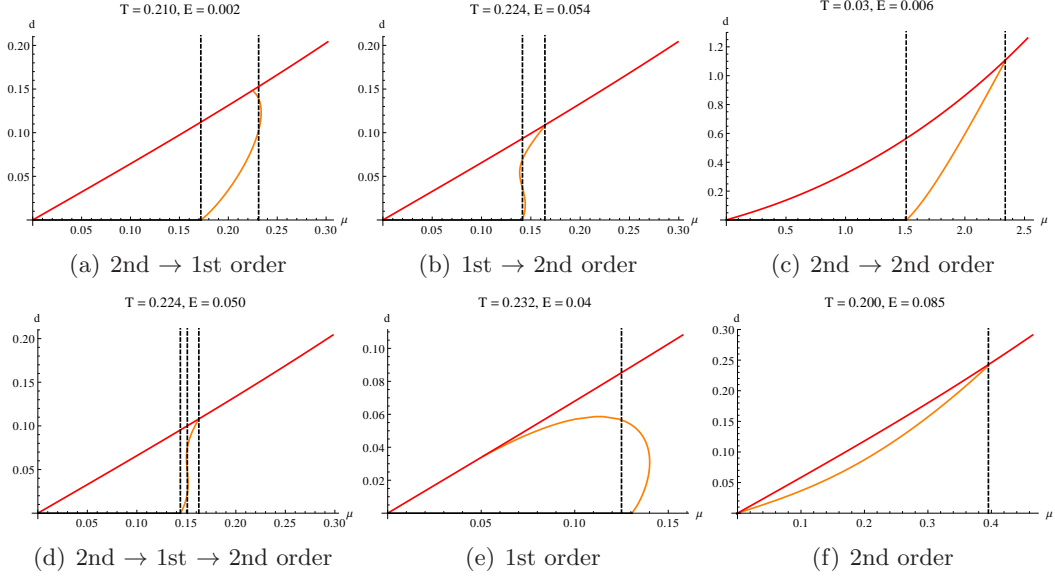 T = 0.210, E = 0.002
d
0.20
0.15
0.10
0.05
0.05 0.10 0.15 0.20 0.25 0.30 μ
(a) 2nd → 1st order
T = 0.224, E = 0.054
d
0.20
0.15
0.10
0.05
0.05 0.10 0.15 0.20 0.25 0.30 μ
(b) 1st → 2nd order
T = 0.03, E = 0.006
d
1.2
1.0
0.8
0.6
0.4
0.2
0.5 1.0 1.5 2.0 2.5 μ
(c) 2nd → 2nd order
T = 0.224, E = 0.050
d
0.20
0.15
0.10
0.05
0.05 0.10 0.15 0.20 0.25 0.30 μ
(d) 2nd → 1st → 2nd order
T = 0.232, E = 0.04
d
0.10
0.08
0.06
0.04
0.02
0.05 0.10 0.15 μ
(e) 1st order
T = 0.200, E = 0.085
d
0.30
0.25
0.20
0.15
0.10
0.05
0.00
0.1 0.2 0.3 0.4 μ
(f) 2nd order